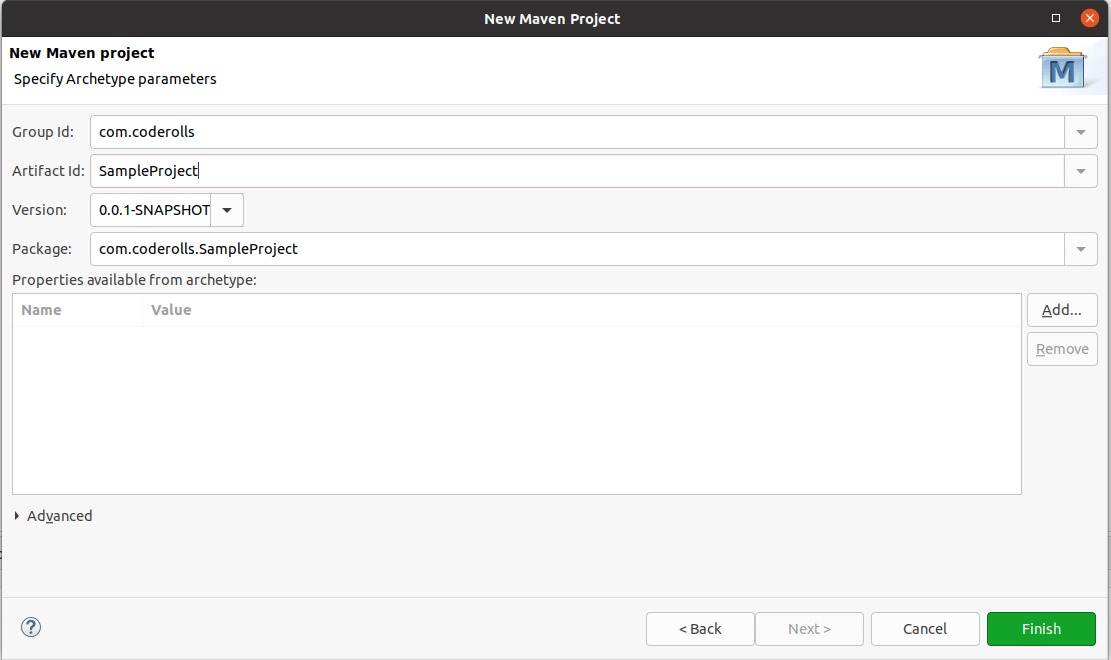 New Maven Project
New Maven project
Specify Archetype parameters
M
Group Id: com.coderolls
Artifact Id: SampleProject
Version: 0.0.1-SNAPSHOT
Package: com.coderolls.SampleProject
Properties available from archetype:
Name Value Add...
Remove
Advanced
? < Back Next > Cancel Finish